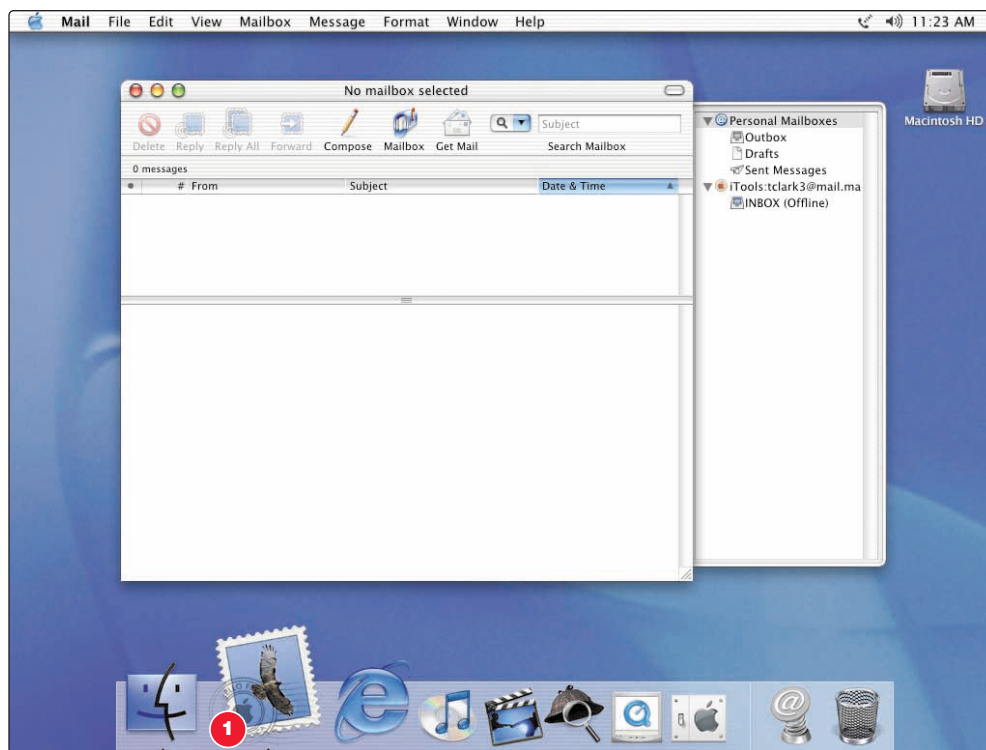 Mail File Edit View Mailbox Message Format Window Help 11:23 AM
No mailbox selected
Macintosh HD
Subject
Delete Reply Reply All Forward Compose Mailbox Get Mail Search Mailbox
0 messages
# From Subject Date & Time
Personal Mailboxes
Outbox
Drafts
Sent Messages
iTools:tclark3@mail.ma
INBOX (Offline)
1